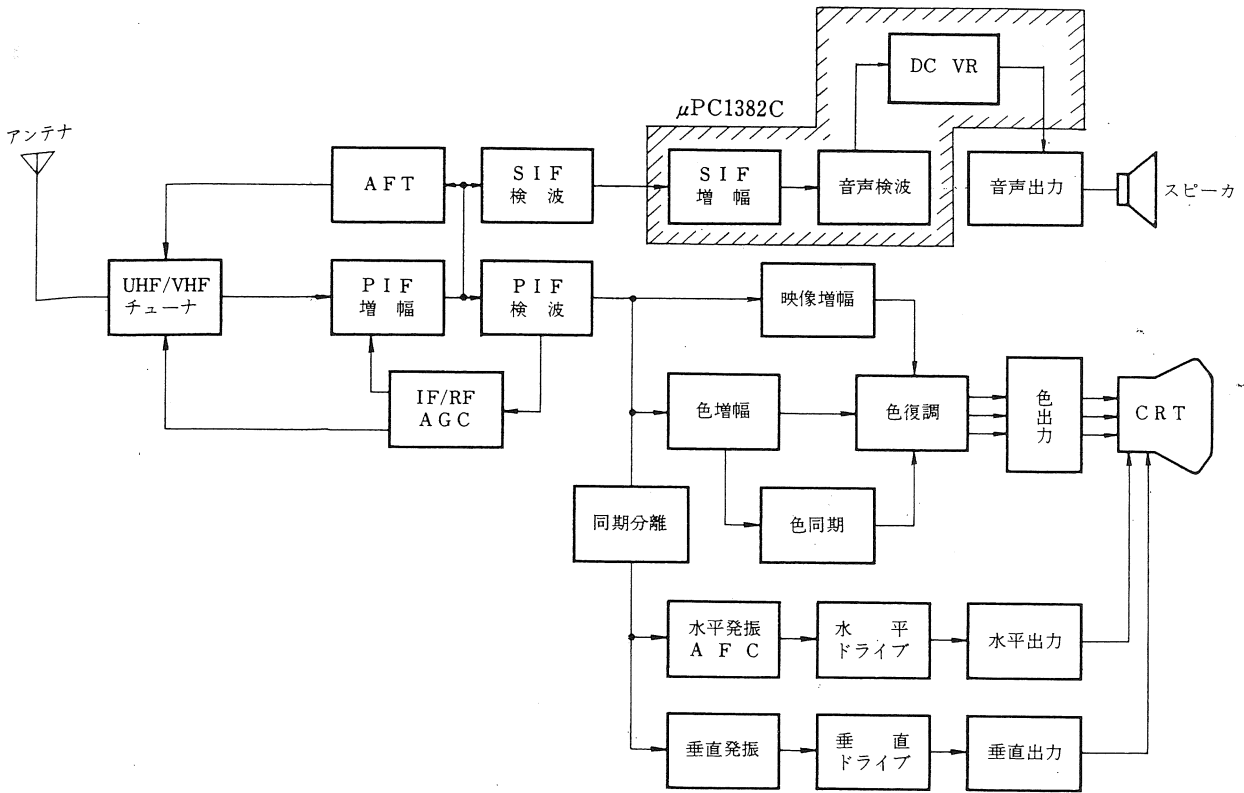 DC VR
μPC1382C
アンテナ
AFT
SIF
検波
SIF
増幅
音声検波
音声出力
スピーカ
UHF/VHF
チューナ
PIF
増幅
PIF
検波
映像増幅
IF/RF
AGC
色増幅
色復調
色出力
CRT
同期分離
色同期
水平発振
AFC
水平
ドライブ
水平出力
垂直発振
垂直
ドライブ
垂直出力